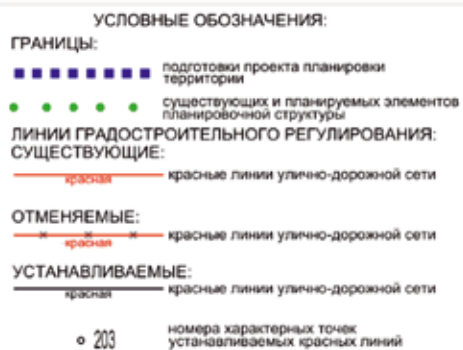 УСЛОВНЫЕ ОБОЗНАЧЕНИЯ:
ГРАНИЦЫ:
подготовки проекта планировки
территории
существующих и планируемых элементов
планировочной структуры
ЛИНИИ ГРАДОСТРОИТЕЛЬНОГО РЕГУЛИРОВАНИЯ:
СУЩЕСТВУЮЩИЕ:
красная
красные линии улично-дорожной сети
ОТМЕНЯЕМЫЕ:
красная
красные линии улично-дорожной сети
УСТАНАВЛИВАЕМЫЕ:
красная
красные линии улично-дорожной сети
203
номера характерных точек
устанавливаемых красных линий